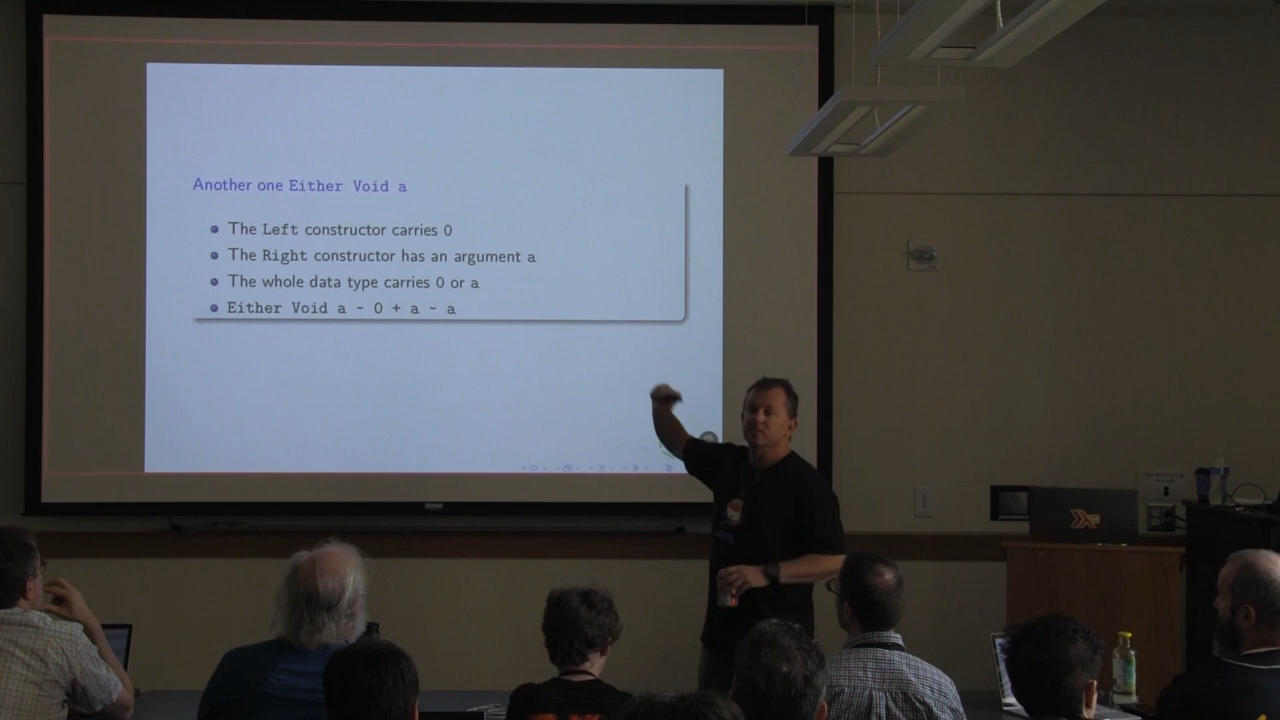 Another one Either Void a
The Left constructor carries 0
The Right constructor has an argument a
The whole data type carries 0 or a
Either Void a ~ 0 + a ~ a